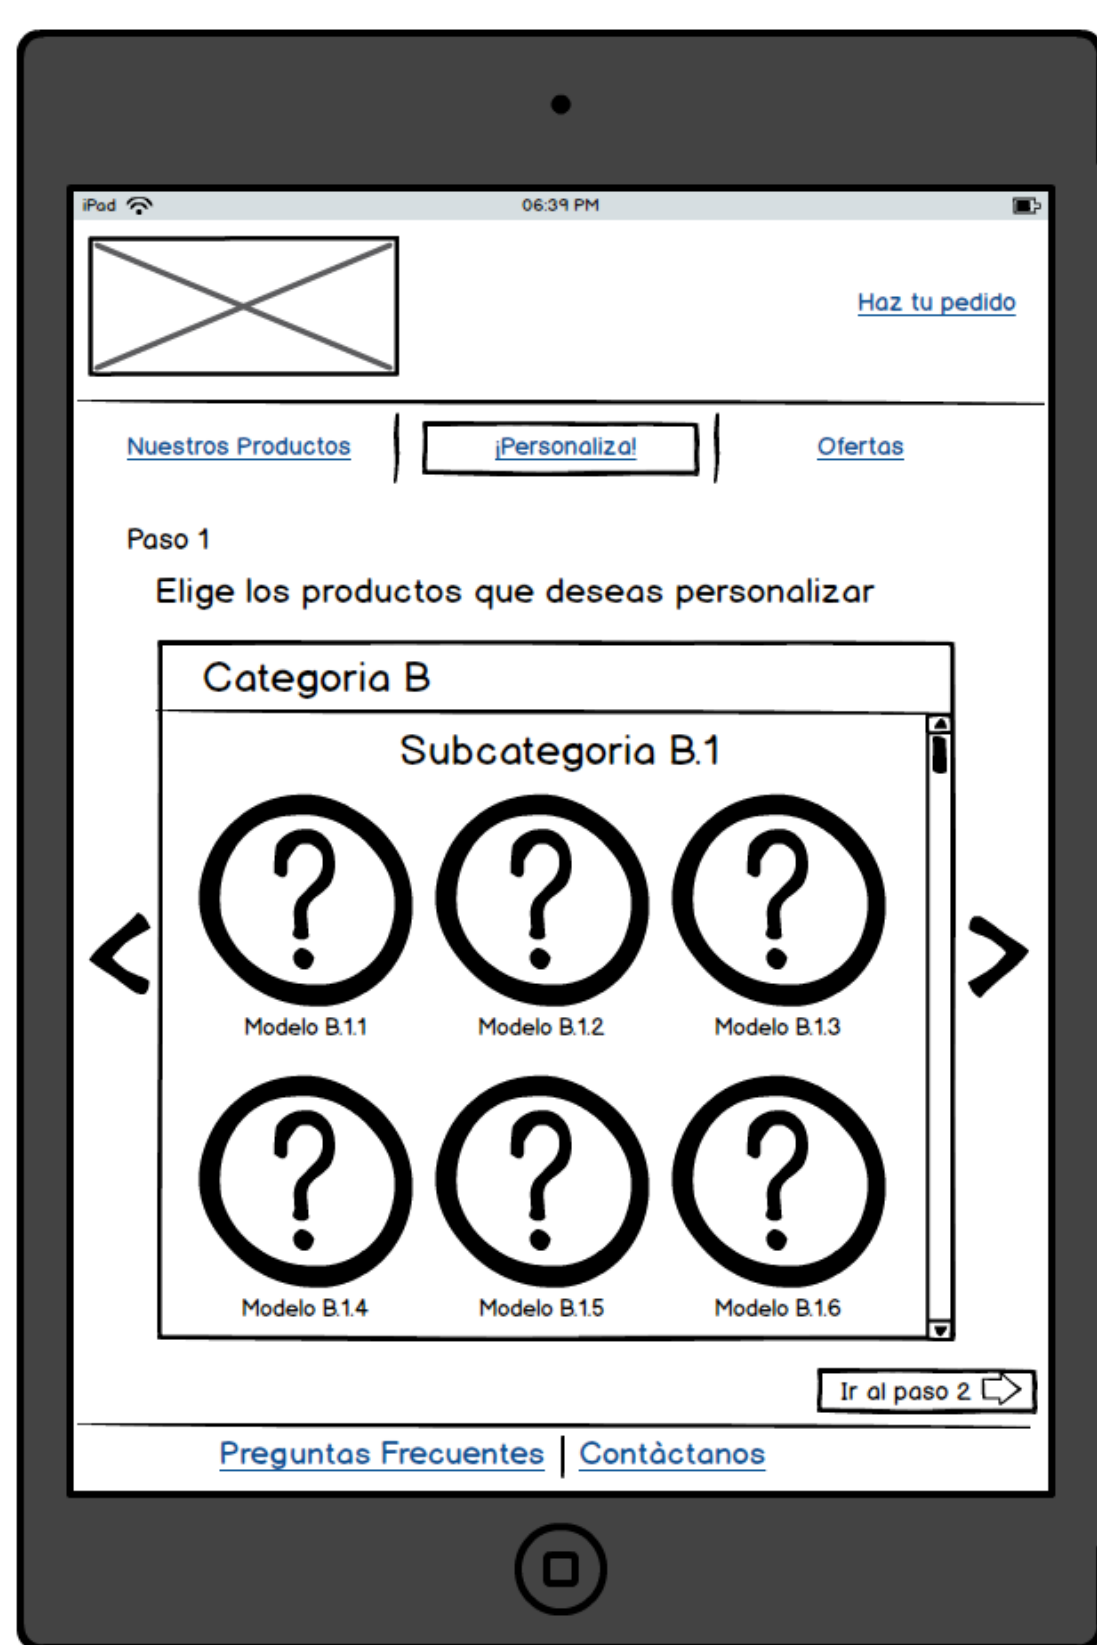 iPad 06:39 PM
Haz tu pedido
Nuestros Productos ¡Personaliza! Ofertas
Paso 1
Elige los productos que deseas personalizar
Categoria B
Subcategoria B.1
? ? ?
Modelo B.1.1 Modelo B.1.2 Modelo B.1.3
? ? ?
Modelo B.1.4 Modelo B.1.5 Modelo B.1.6
Ir al paso 2
Preguntas Frecuentes Contàctanos